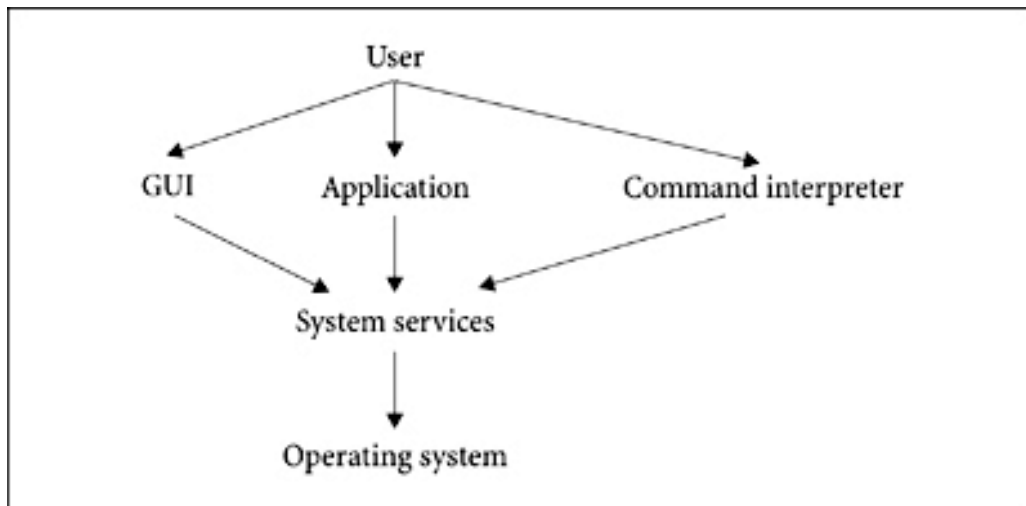 User
GUI
Application
Command interpreter
System services
Operating system